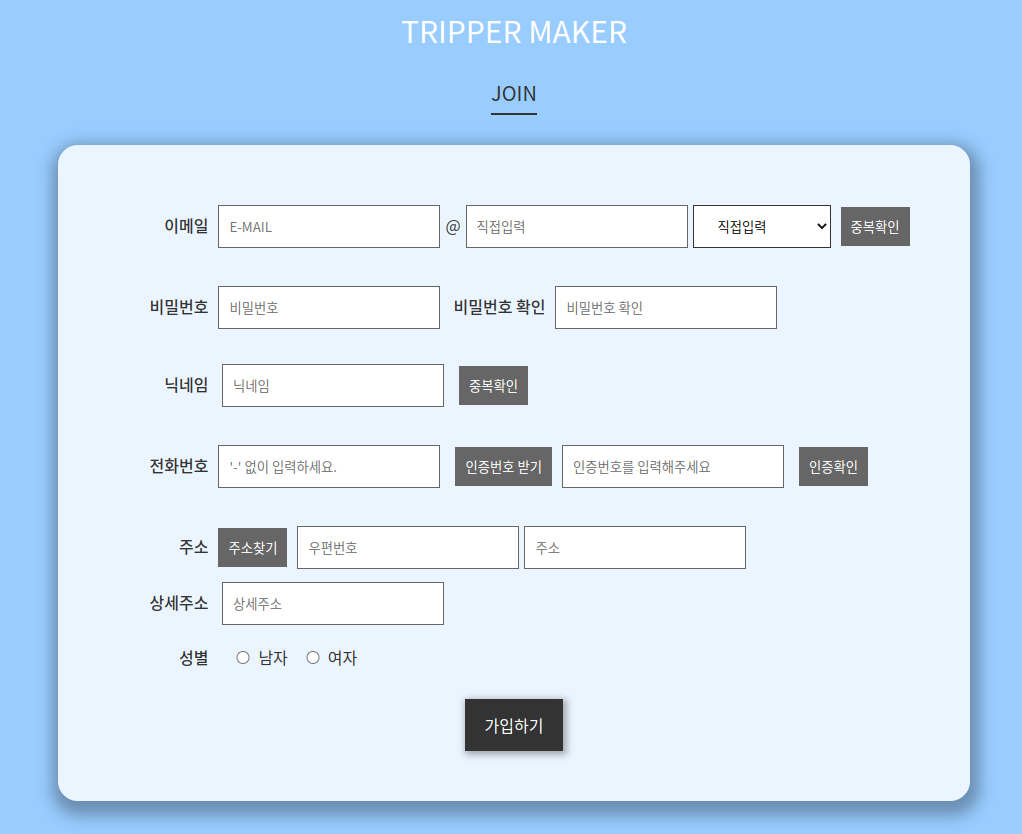 TRIPPER MAKER
JOIN
이메일 E-MAIL @ 직접입력 직접입력 중복확인
비밀번호 비밀번호 비밀번호 확인 비밀번호 확인
닉네임 닉네임 중복확인
전화번호 '-' 없이 입력하세요. 인증번호 받기 인증번호를 입력해주세요 인증확인
주소 주소찾기 우편번호 주소
상세주소 상세주소
성별 남자 여자
가입하기